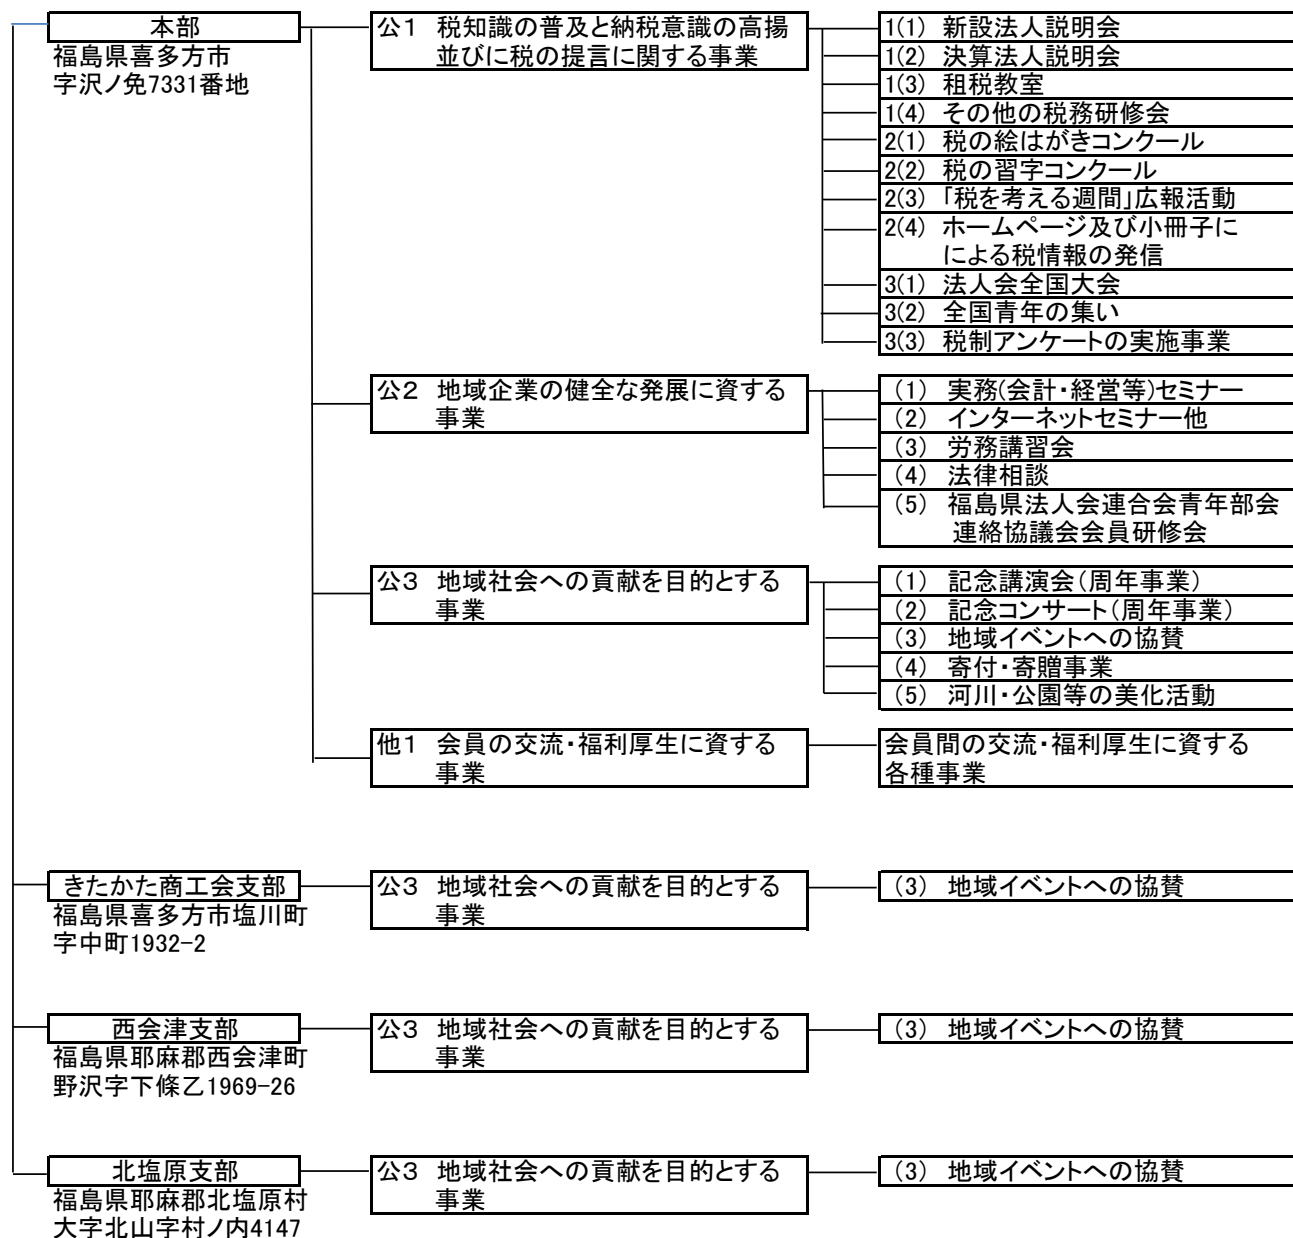 本部
福島県喜多方市
字沢ノ免7331番地
公1 税知識の普及と納税意識の高揚
並びに税の提言に関する事業
1(1) 新設法人説明会
1(2) 決算法人説明会
1(3) 租税教室
1(4) その他の税務研修会
2(1) 税の絵はがきコンクール
2(2) 税の習字コンクール
2(3) 「税を考える週間」広報活動
2(4) ホームページ及び小冊子に
による税情報の発信
3(1) 法人会全国大会
3(2) 全国青年の集い
3(3) 税制アンケートの実施事業
公2 地域企業の健全な発展に資する
事業
(1) 実務(会計・経営等)セミナー
(2) インターネットセミナー他
(3) 労務講習会
(4) 法律相談
(5) 福島県法人会連合会青年部会
連絡協議会会員研修会
公3 地域社会への貢献を目的とする
事業
(1) 記念講演会(周年事業)
(2) 記念コンサート(周年事業)
(3) 地域イベントへの協賛
(4) 寄付・寄贈事業
(5) 河川・公園等の美化活動
他1 会員の交流・福利厚生に資する
事業
会員間の交流・福利厚生に資する
各種事業
きたかた商工会支部
福島県喜多方市塩川町
字中町1932-2
公3 地域社会への貢献を目的とする
事業
(3) 地域イベントへの協賛
西会津支部
福島県耶麻郡西会津町
野沢字下條乙1969-26
公3 地域社会への貢献を目的とする
事業
(3) 地域イベントへの協賛
北塩原支部
福島県耶麻郡北塩原村
大字北山字村ノ内4147
公3 地域社会への貢献を目的とする
事業
(3) 地域イベントへの協賛